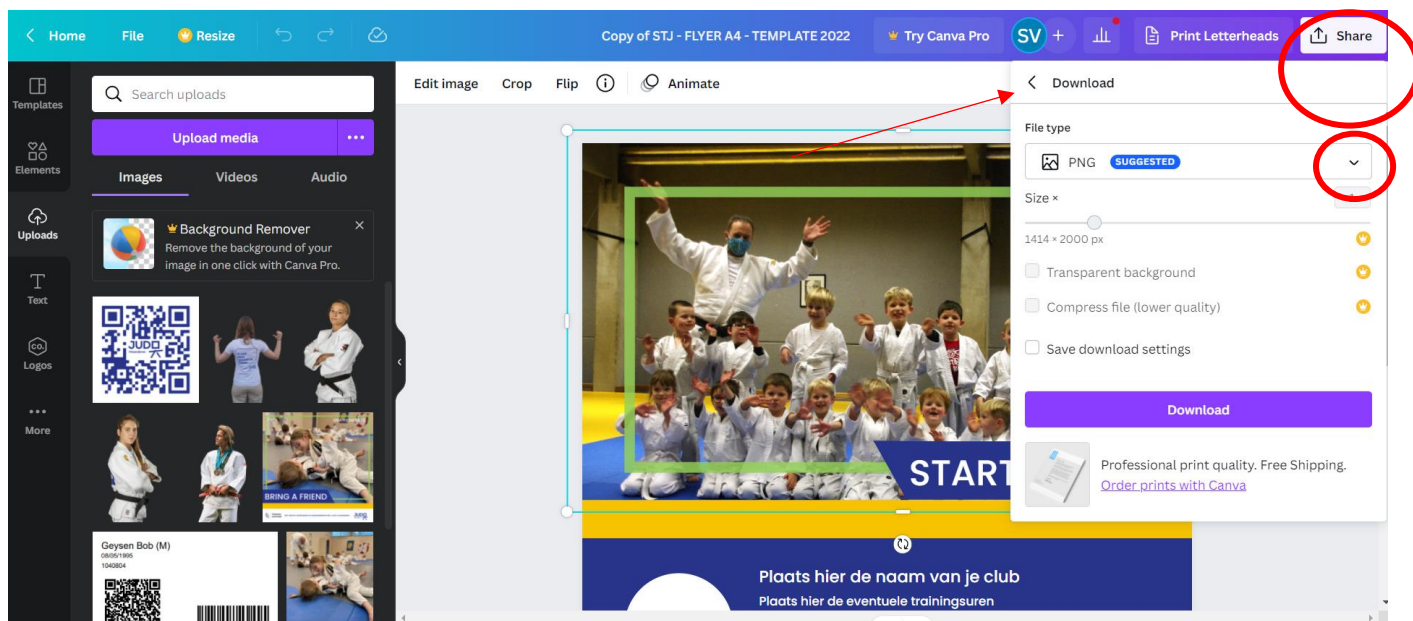 Home File Resize Copy of STJ - FLYER A4 - TEMPLATE 2022 Try Canva Pro SV + Print Letterheads Share
Templates
Elements
Uploads
Text
CO.
Logos
More
Search uploads
Upload media
Images Videos Audio
Background Remover
Remove the background of your
image in one click with Canva Pro.
JUDO
BRING A FRIEND
Geysen Bob (M)
08/05/1995
1040804
Edit image Crop Flip Animate
START
Plaats hier de naam van je club
Plaats hier de eventuele trainingsuren
Download
File type
PNG SUGGESTED
Size ×
1414 × 2000 px
Transparent background
Compress file (lower quality)
Save download settings
Download
Professional print quality. Free Shipping.
Order prints with Canva